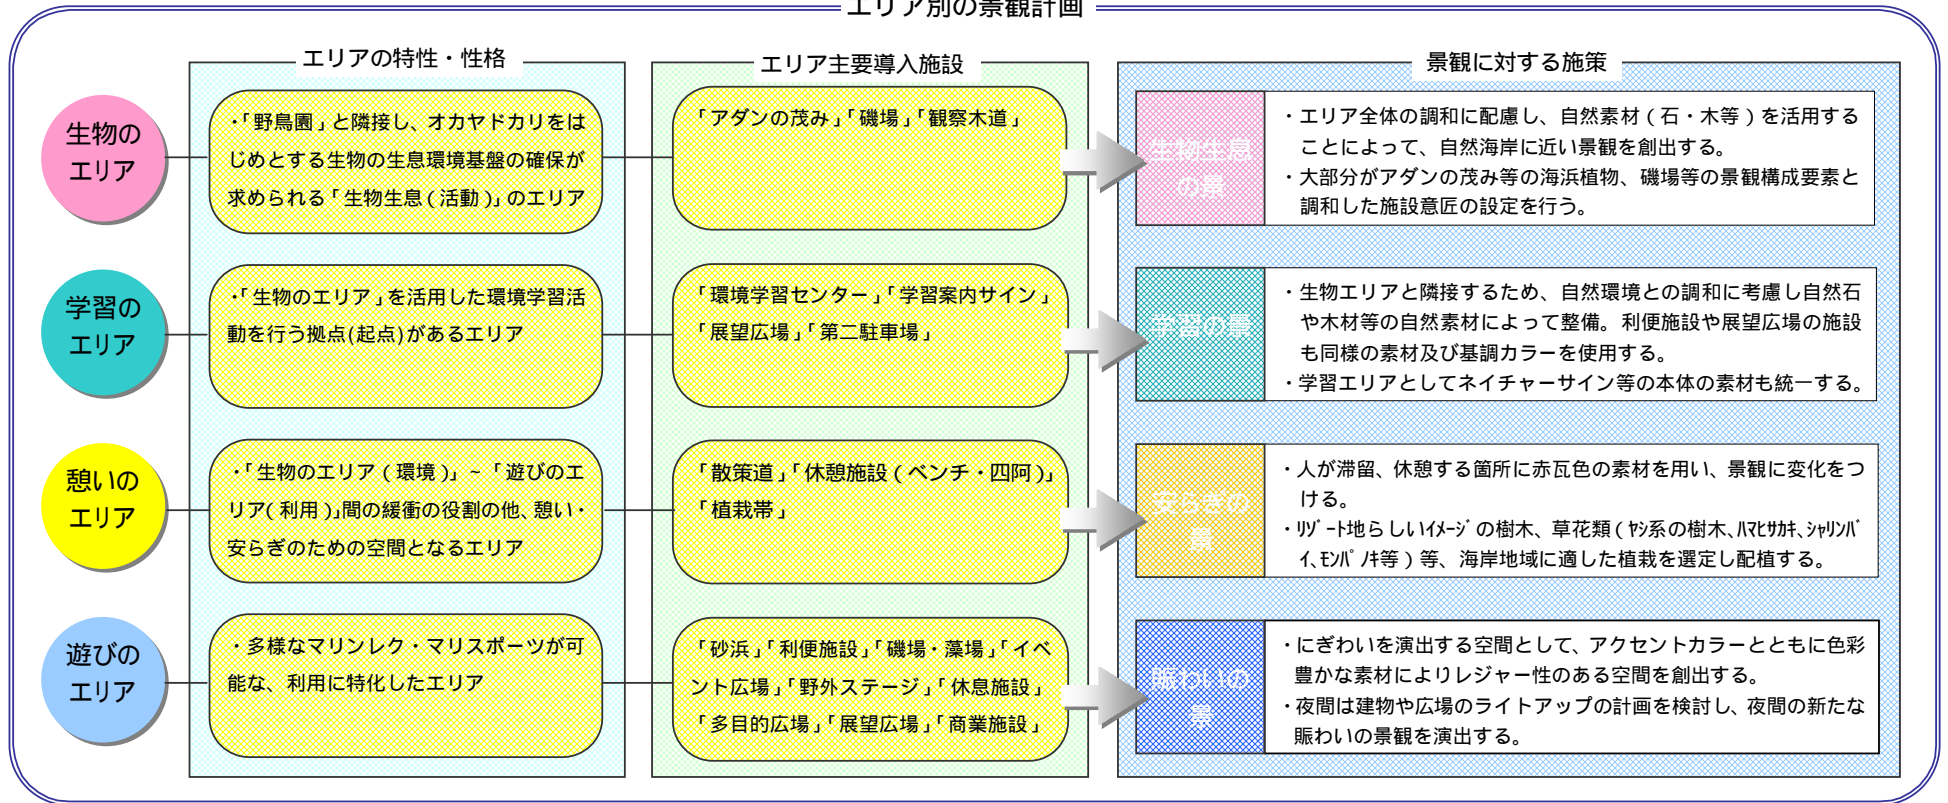 エリア別の景観計画
エリアの特性・性格
エリア主要導入施設
景観に対する施策
生物の
エリア
・「野鳥園」と隣接し、オカヤドカリをは
じめとする生物の生息環境基盤の確保が
求められる「生物生息(活動)」のエリア
「アダンの茂み」「磯場」「観察木道」
生物生息
の景
・エリア全体の調和に配慮し、自然素材(石・木等)を活用する
ことによって、自然海岸に近い景観を創出する。
・大部分がアダンの茂み等の海浜植物、磯場等の景観構成要素と
調和した施設意匠の設定を行う。
学習の
エリア
・「生物のエリア」を活用した環境学習活
動を行う拠点(起点)があるエリア
「環境学習センター」「学習案内サイン」
「展望広場」「第二駐車場」
学習の景
・生物エリアと隣接するため、自然環境との調和に考慮し自然石
や木材等の自然素材によって整備。利便施設や展望広場の施設
も同様の素材及び基調カラーを使用する。
・学習エリアとしてネイチャーサイン等の本体の素材も統一する。
憩いの
エリア
・「生物のエリア(環境)」~「遊びのエ
リア(利用)」間の緩衝の役割の他、憩い・
安らぎのための空間となるエリア
「散策道」「休憩施設(ベンチ・四阿)」
「植栽帯」
安らぎの
景
・人が滞留、休憩する箇所に赤瓦色の素材を用い、景観に変化をつ
ける。
・ﾘｿﾞｰﾄ地らしいｲﾒｰｼﾞの樹木、草花類(ﾔｼ系の樹木､ﾊﾏﾋｻｶｷ､ｼｬﾘﾝﾊﾞ
ｲ､ﾓﾝﾊﾟﾉｷ等)等、海岸地域に適した植栽を選定し配植する。
遊びの
エリア
・多様なマリンレク・マリスポーツが可
能な、利用に特化したエリア
「砂浜」「利便施設」「磯場・藻場」「イベ
ント広場」「野外ステージ」「休息施設」
「多目的広場」「展望広場」「商業施設」
賑わいの
景
・にぎわいを演出する空間として、アクセントカラーとともに色彩
豊かな素材によりレジャー性のある空間を創出する。
・夜間は建物や広場のライトアップの計画を検討し、夜間の新たな
賑わいの景観を演出する。